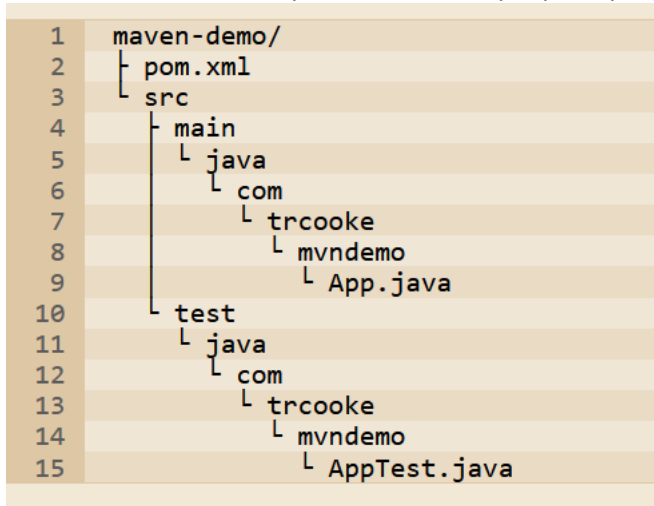 1 maven-demo/
2 ├ pom.xml
3 └ src
4   ├ main
5   │ └ java
6   │   └ com
7   │     └ trcooke
8   │       └ mvndemo
9   │         └ App.java
10   └ test
11     └ java
12       └ com
13         └ trcooke
14           └ mvndemo
15             └ AppTest.java